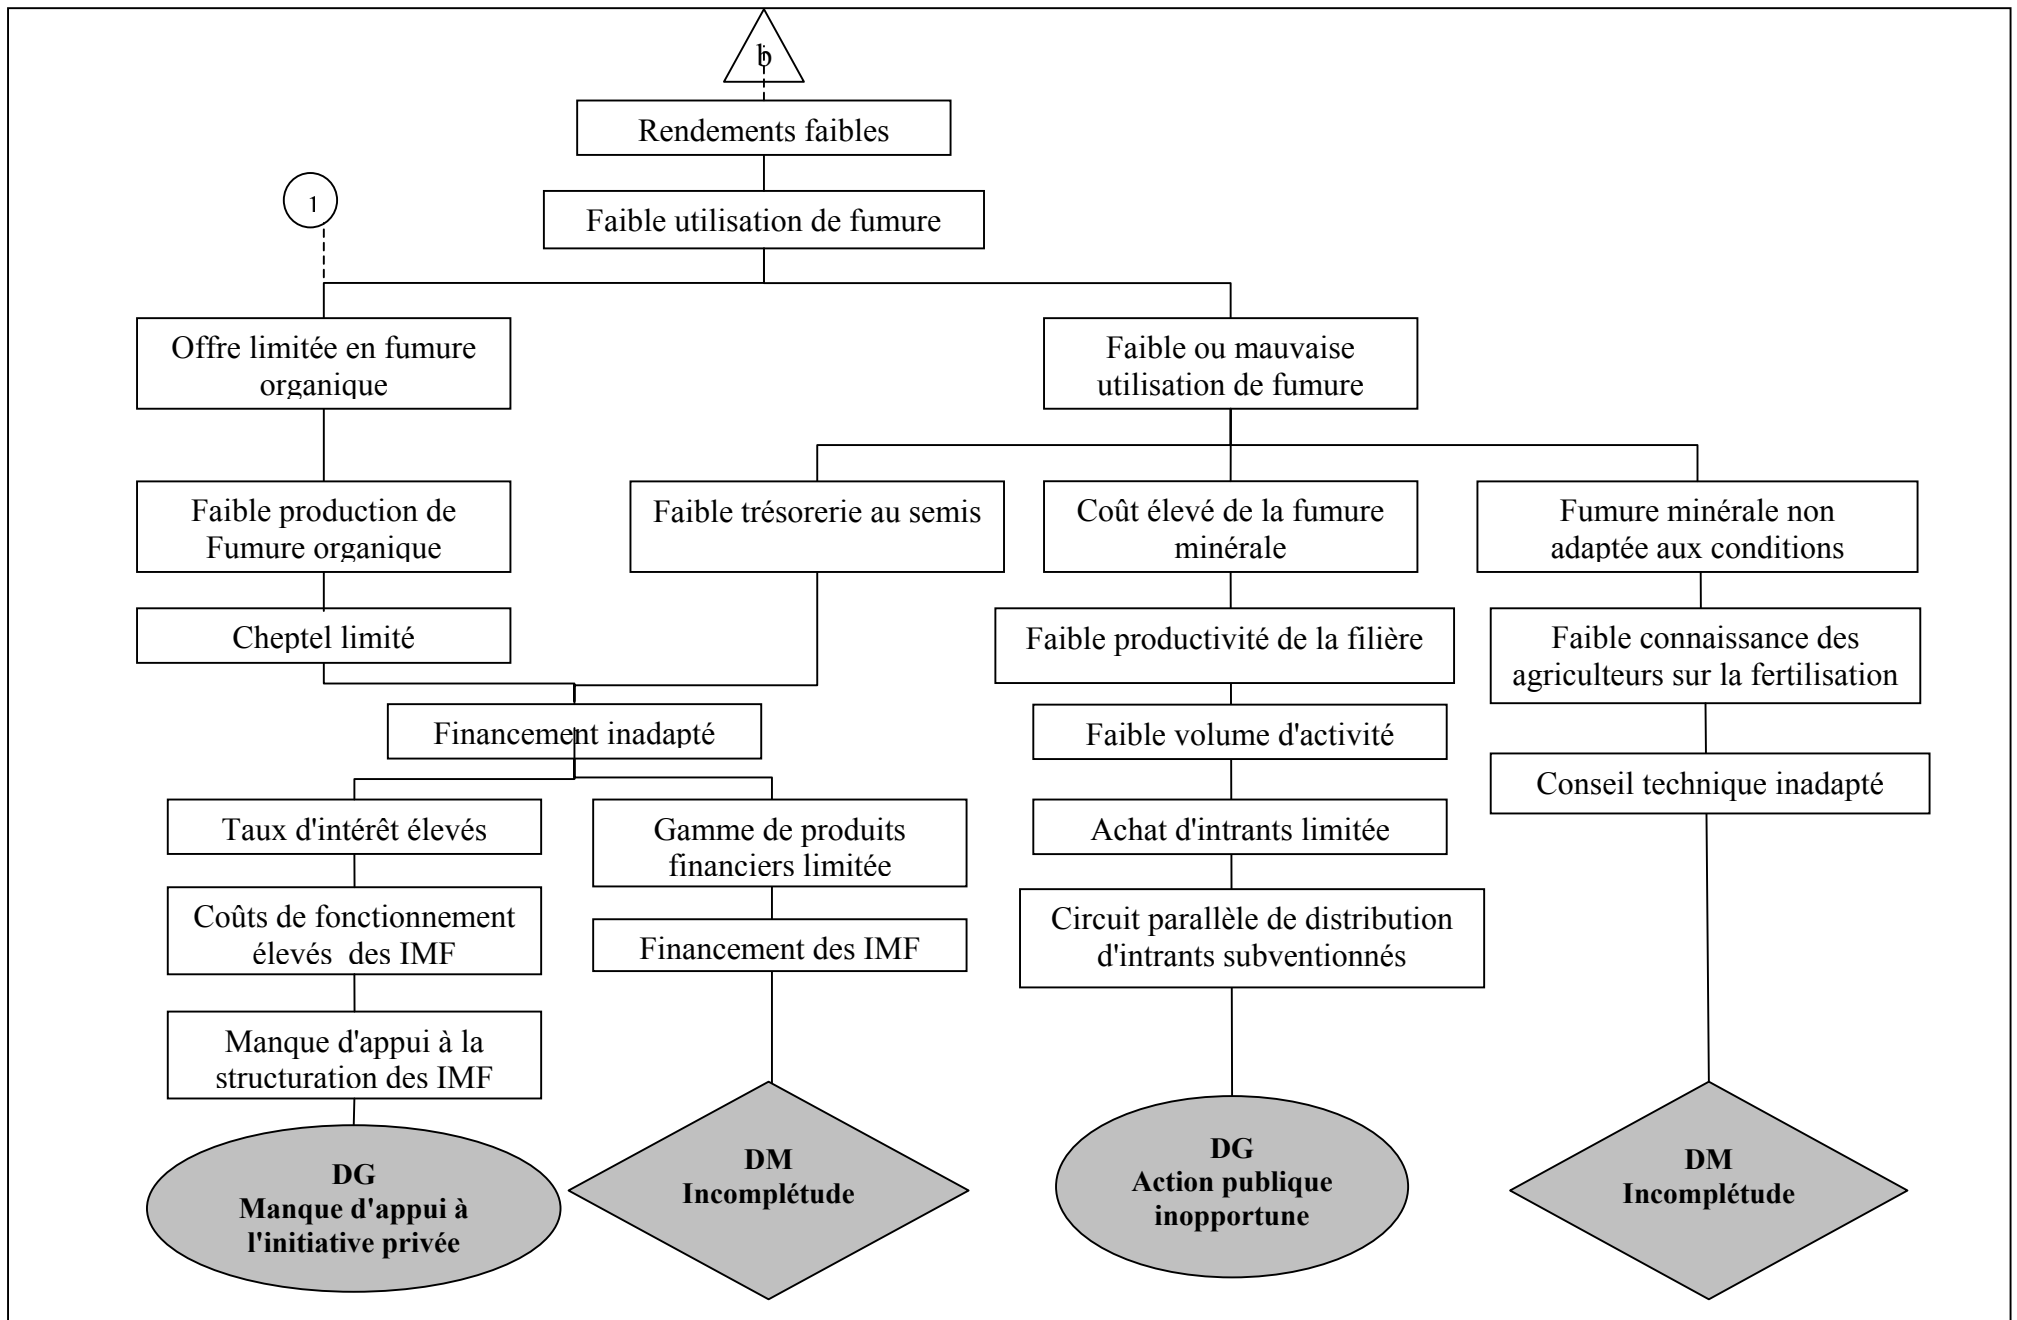 b
Rendements faibles
1
Faible utilisation de fumure
Offre limitée en fumure
organique
Faible ou mauvaise
utilisation de fumure
Faible production de
Fumure organique
Faible trésorerie au semis
Coût élevé de la fumure
minérale
Fumure minérale non
adaptée aux conditions
Cheptel limité
Faible productivité de la filière
Faible connaissance des
agriculteurs sur la fertilisation
Financement inadapté
Faible volume d'activité
Conseil technique inadapté
Taux d'intérêt élevés
Gamme de produits
financiers limitée
Achat d'intrants limitée
Coûts de fonctionnement
élevés  des IMF
Financement des IMF
Circuit parallèle de distribution
d'intrants subventionnés
Manque d'appui à la
structuration des IMF
DG
Manque d'appui à
l'initiative privée
DM
Incomplétude
DG
Action publique
inopportune
DM
Incomplétude